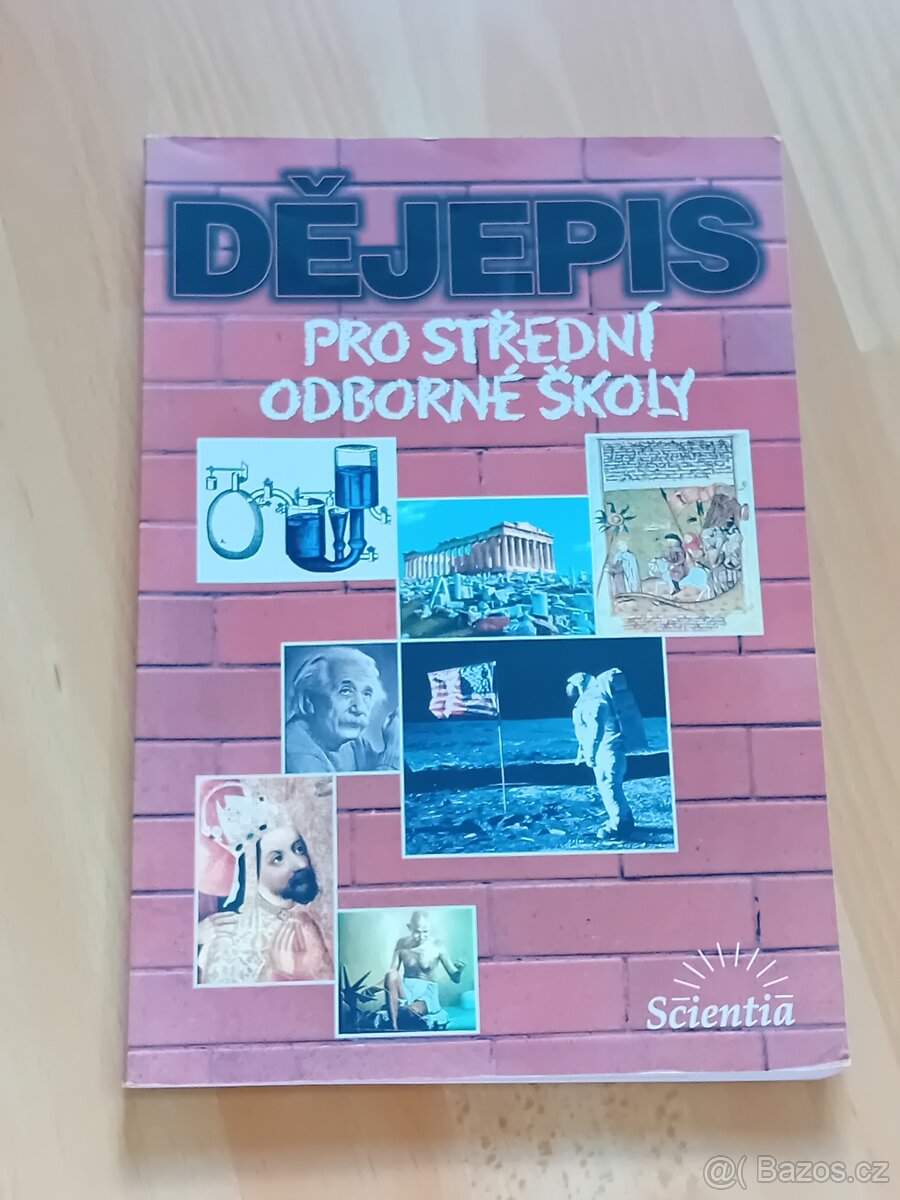 DĚJEPIS
PRO STŘEDNÍ
ODBORNÉ ŠKOLY
Scientia
@( Bazos.cz